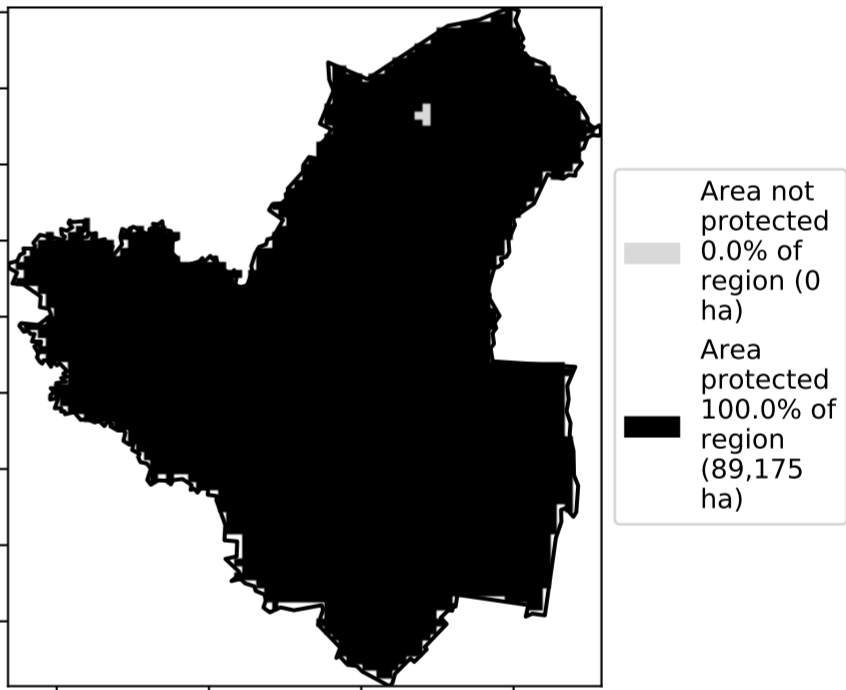 Area not
protected
0.0% of
region (0
ha)
Area
protected
100.0% of
region
(89,175
ha)